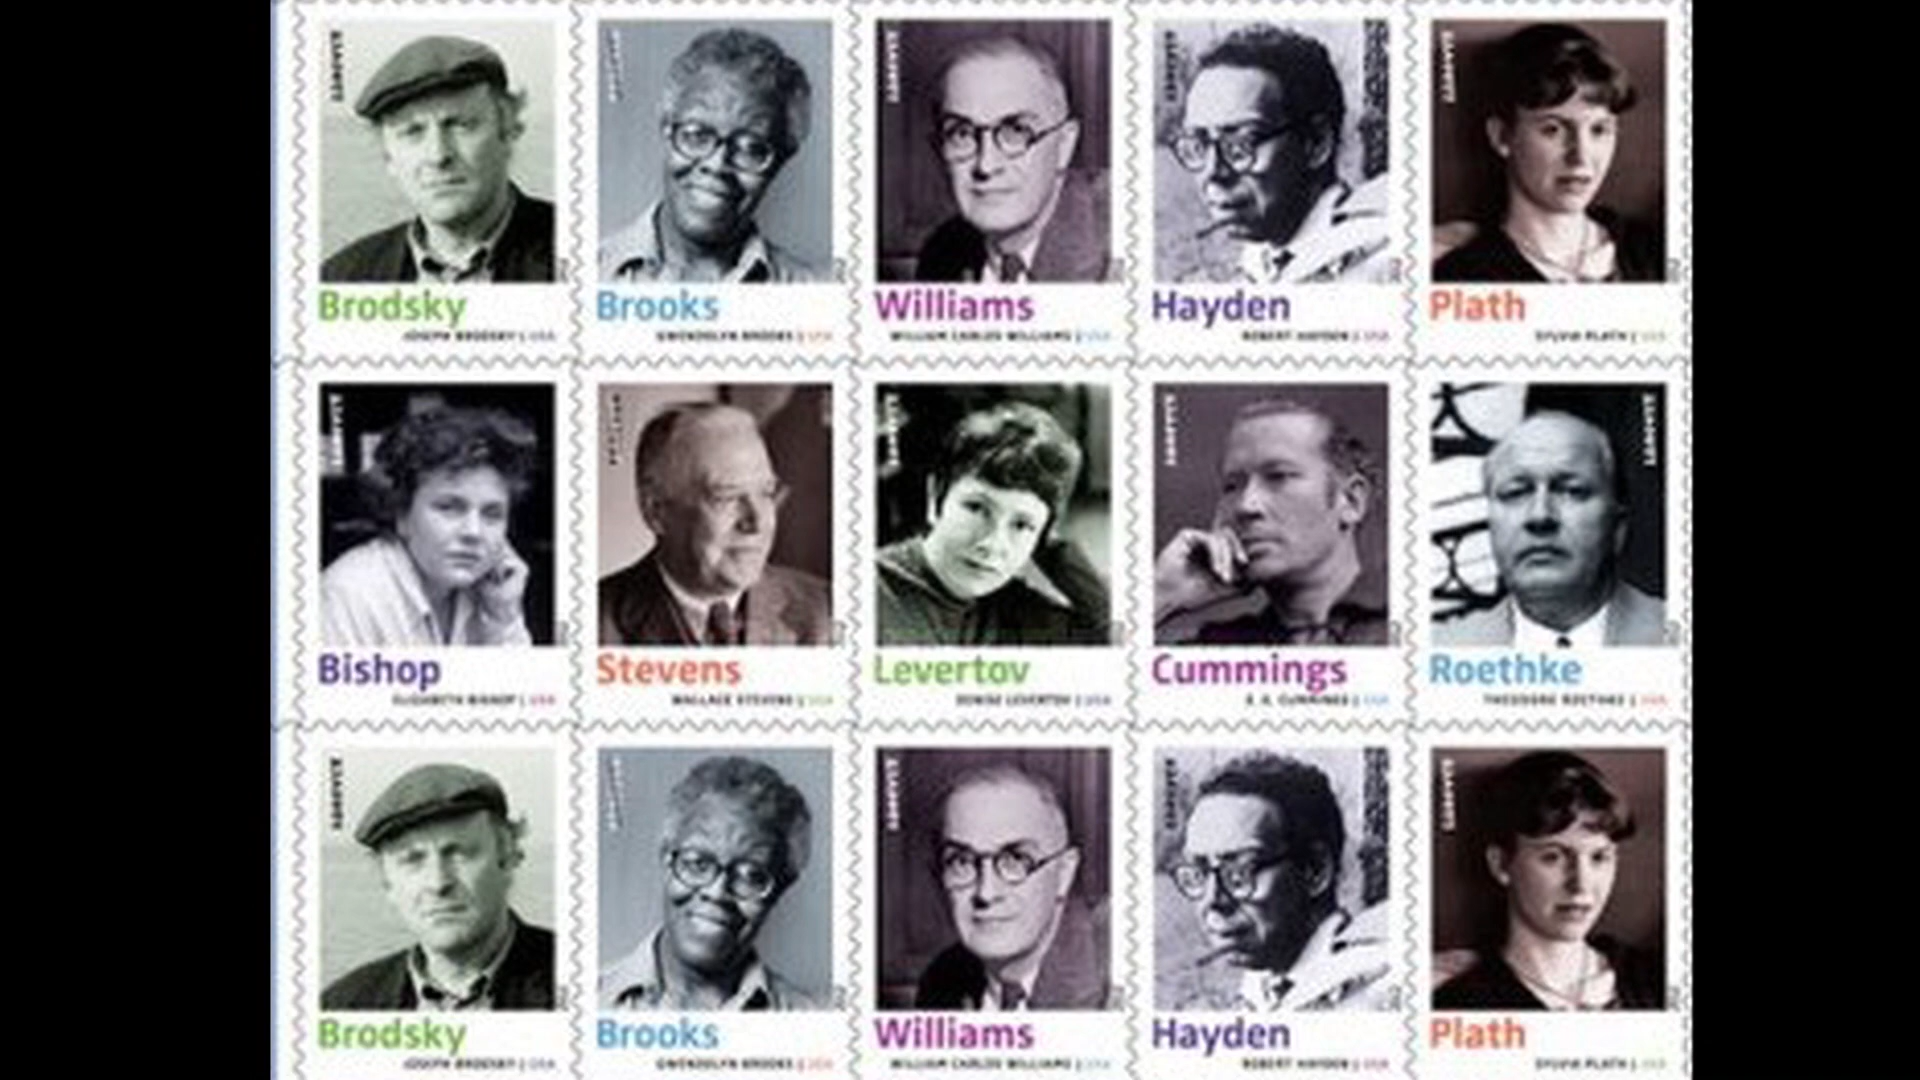 Brodsky
JOSEPH BRODSKY | USA
Brooks
GWENDOLYN BROOKS | USA
Williams
WILLIAM CARLOS WILLIAMS | USA
Hayden
ROBERT HAYDEN | USA
Plath
SYLVIA PLATH | USA
Bishop
ELIZABETH BISHOP | USA
Stevens
WALLACE STEVENS | USA
Levertov
DENISE LEVERTOV | USA
Cummings
E. E. CUMMINGS | USA
Roethke
THEODORE ROETHKE | USA
Brodsky
JOSEPH BRODSKY | USA
Brooks
GWENDOLYN BROOKS | USA
Williams
WILLIAM CARLOS WILLIAMS | USA
Hayden
ROBERT HAYDEN | USA
Plath
SYLVIA PLATH | USA